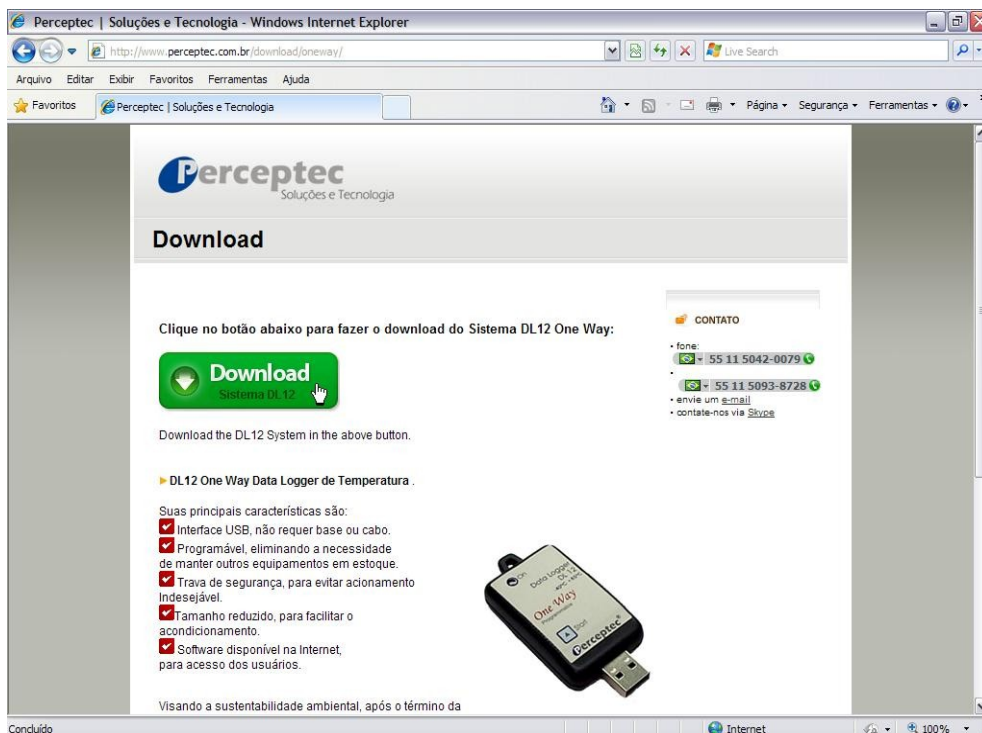 Perceptec | Soluções e Tecnologia - Windows Internet Explorer
http://www.perceptec.com.br/download/oneway/
Live Search
Arquivo Editar Exibir Favoritos Ferramentas Ajuda
Favoritos
Perceptec | Soluções e Tecnologia
Página Segurança Ferramentas
Perceptec
Soluções e Tecnologia
Download
Clique no botão abaixo para fazer o download do Sistema DL12 One Way:
Download
Sistema DL12
Download the DL12 System in the above button.
DL12 One Way Data Logger de Temperatura .
Suas principais características são:
Interface USB, não requer base ou cabo.
Programável, eliminando a necessidade
de manter outros equipamentos em estoque.
Trava de segurança, para evitar acionamento
Indesejável.
Tamanho reduzido, para facilitar o
acondicionamento.
Software disponível na Internet,
para acesso dos usuários.
Visando a sustentabilidade ambiental, após o término da
CONTATO
• fone:
55 11 5042-0079
•
55 11 5093-8728
• envie um e-mail
• contate-nos via Skype
On
Data Logger
DL 12
One Way
Programmable
Start
Perceptec®
Concluído
Internet
100%